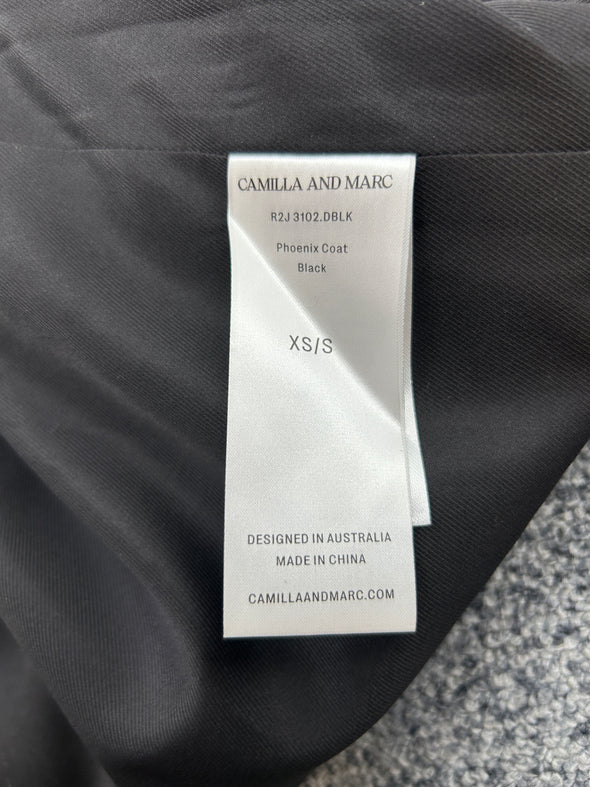 CAMILLA AND MARC
R2J 3102.DBLK
Phoenix Coat
Black
XS/S
DESIGNED IN AUSTRALIA
MADE IN CHINA
CAMILLAANDMARC.COM